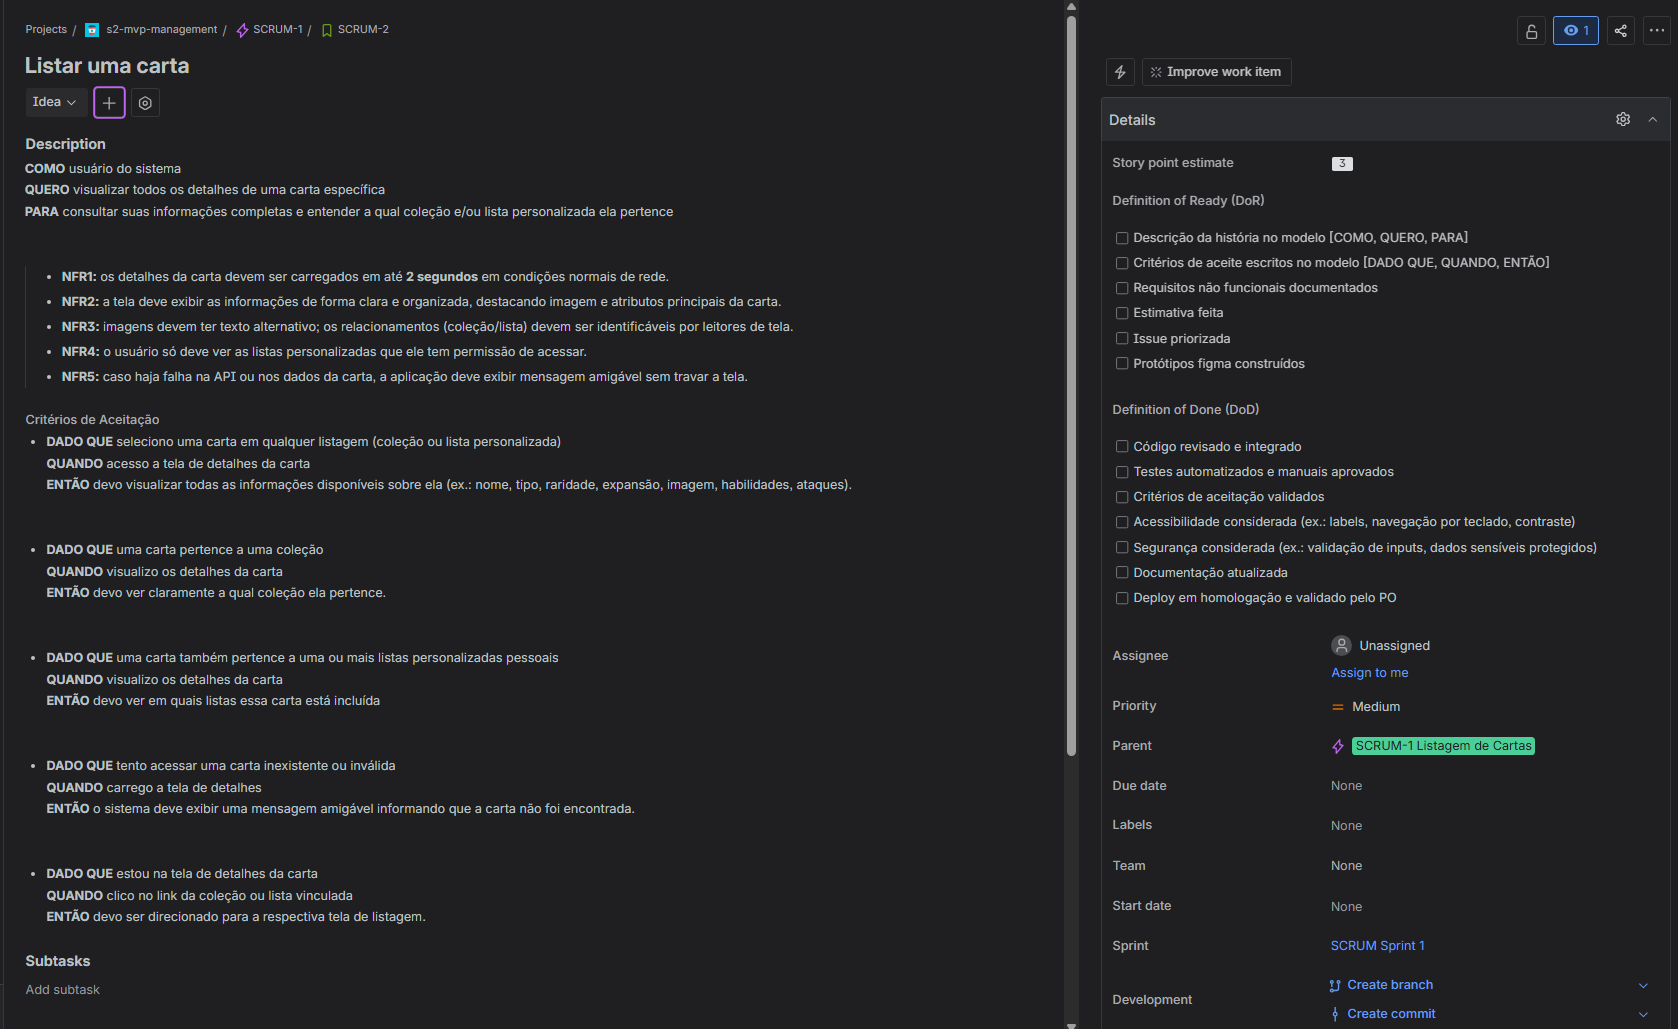 Projects / s2-mvp-management / SCRUM-1 / SCRUM-2
Listar uma carta
Idea
Description
COMO usuário do sistema
QUERO visualizar todos os detalhes de uma carta específica
PARA consultar suas informações completas e entender a qual coleção e/ou lista personalizada ela pertence
• NFR1: os detalhes da carta devem ser carregados em até 2 segundos em condições normais de rede.
• NFR2: a tela deve exibir as informações de forma clara e organizada, destacando imagem e atributos principais da carta.
• NFR3: imagens devem ter texto alternativo; os relacionamentos (coleção/lista) devem ser identificáveis por leitores de tela.
• NFR4: o usuário só deve ver as listas personalizadas que ele tem permissão de acessar.
• NFR5: caso haja falha na API ou nos dados da carta, a aplicação deve exibir mensagem amigável sem travar a tela.
Critérios de Aceitação
• DADO QUE seleciono uma carta em qualquer listagem (coleção ou lista personalizada)
QUANDO acesso a tela de detalhes da carta
ENTÃO devo visualizar todas as informações disponíveis sobre ela (ex.: nome, tipo, raridade, expansão, imagem, habilidades, ataques).
• DADO QUE uma carta pertence a uma coleção
QUANDO visualizo os detalhes da carta
ENTÃO devo ver claramente a qual coleção ela pertence.
• DADO QUE uma carta também pertence a uma ou mais listas personalizadas pessoais
QUANDO visualizo os detalhes da carta
ENTÃO devo ver em quais listas essa carta está incluída
• DADO QUE tento acessar uma carta inexistente ou inválida
QUANDO carrego a tela de detalhes
ENTÃO o sistema deve exibir uma mensagem amigável informando que a carta não foi encontrada.
• DADO QUE estou na tela de detalhes da carta
QUANDO clico no link da coleção ou lista vinculada
ENTÃO devo ser direcionado para a respectiva tela de listagem.
Subtasks
Add subtask
1
Improve work item
Details
Story point estimate 3
Definition of Ready (DoR)
Descrição da história no modelo [COMO, QUERO, PARA]
Critérios de aceite escritos no modelo [DADO QUE, QUANDO, ENTÃO]
Requisitos não funcionais documentados
Estimativa feita
Issue priorizada
Protótipos figma construídos
Definition of Done (DoD)
Código revisado e integrado
Testes automatizados e manuais aprovados
Critérios de aceitação validados
Acessibilidade considerada (ex.: labels, navegação por teclado, contraste)
Segurança considerada (ex.: validação de inputs, dados sensíveis protegidos)
Documentação atualizada
Deploy em homologação e validado pelo PO
Assignee Unassigned
Assign to me
Priority Medium
Parent SCRUM-1 Listagem de Cartas
Due date None
Labels None
Team None
Start date None
Sprint SCRUM Sprint 1
Development Create branch
Create commit